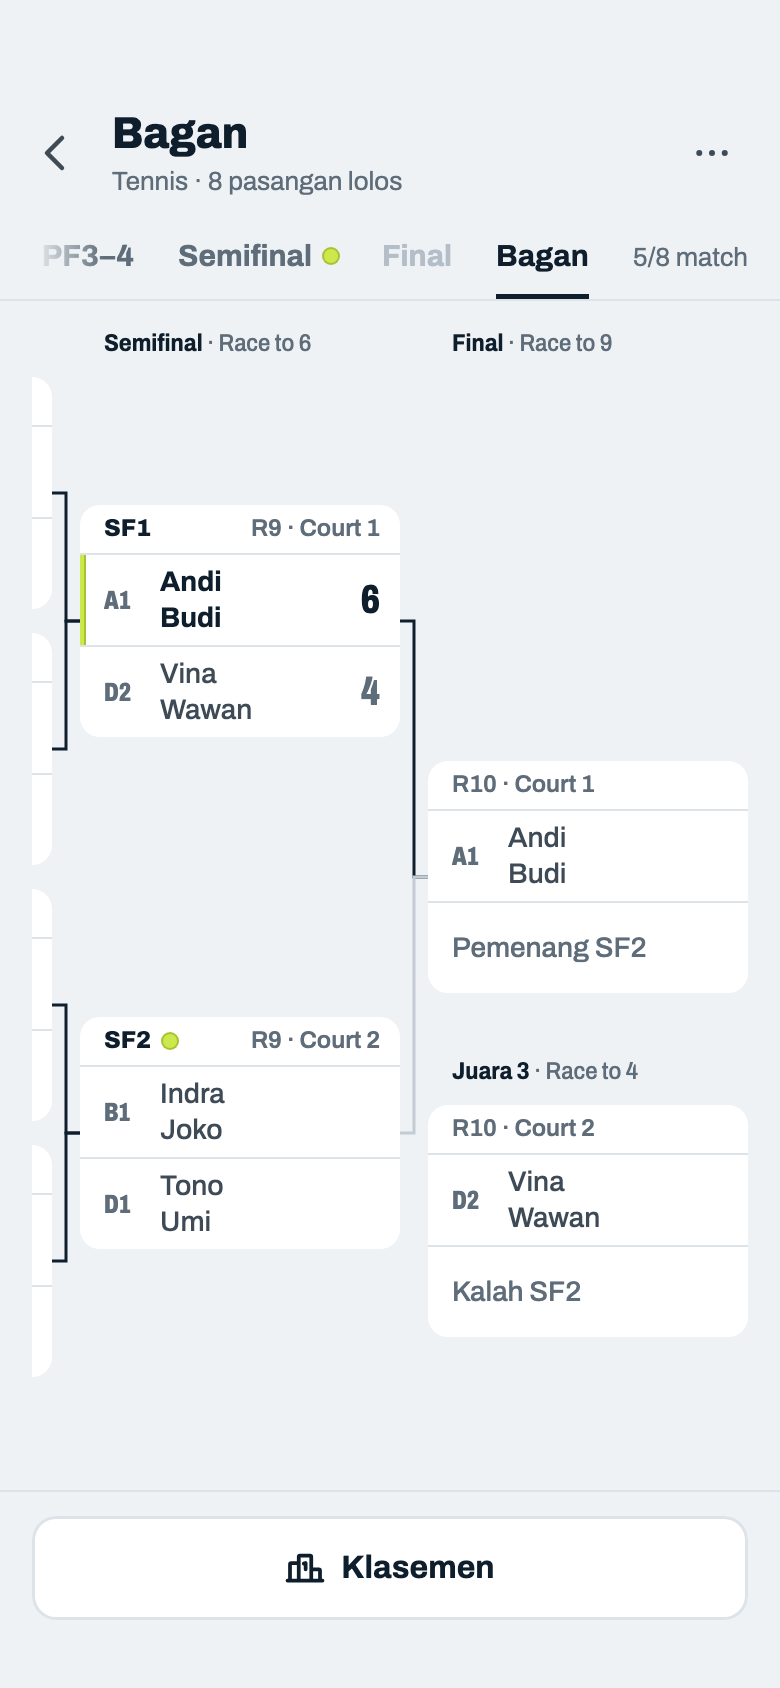 Bagan
Tennis · 8 pasangan lolos
PF3–4
Semifinal
Final
Bagan
5/8 match
Semifinal · Race to 6
Final · Race to 9
SF1
R9 · Court 1
A1
Andi
Budi
6
D2
Vina
Wawan
4
R10 · Court 1
A1
Andi
Budi
Pemenang SF2
SF2
R9 · Court 2
B1
Indra
Joko
D1
Tono
Umi
Juara 3 · Race to 4
R10 · Court 2
D2
Vina
Wawan
Kalah SF2
Klasemen